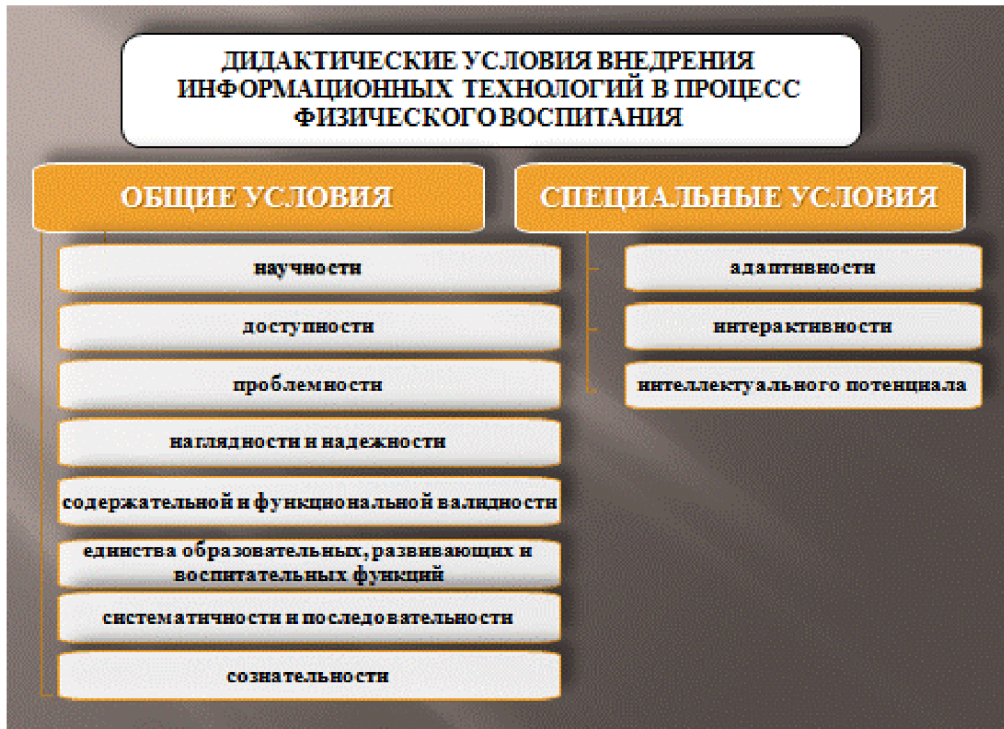 ДИДАКТИЧЕСКИЕ УСЛОВИЯ ВНЕДРЕНИЯ
ИНФОРМАЦИОННЫХ ТЕХНОЛОГИЙ В ПРОЦЕСС
ФИЗИЧЕСКОГО ВОСПИТАНИЯ
ОБЩИЕ УСЛОВИЯ
научности
доступности
проблемности
наглядности и надежности
содержательной и функциональной валидности
единства образовательных, развивающих и
воспитательных функций
систематичности и последовательности
сознательности
СПЕЦИАЛЬНЫЕ УСЛОВИЯ
адаптивности
интерактивности
интеллектуального потенциала